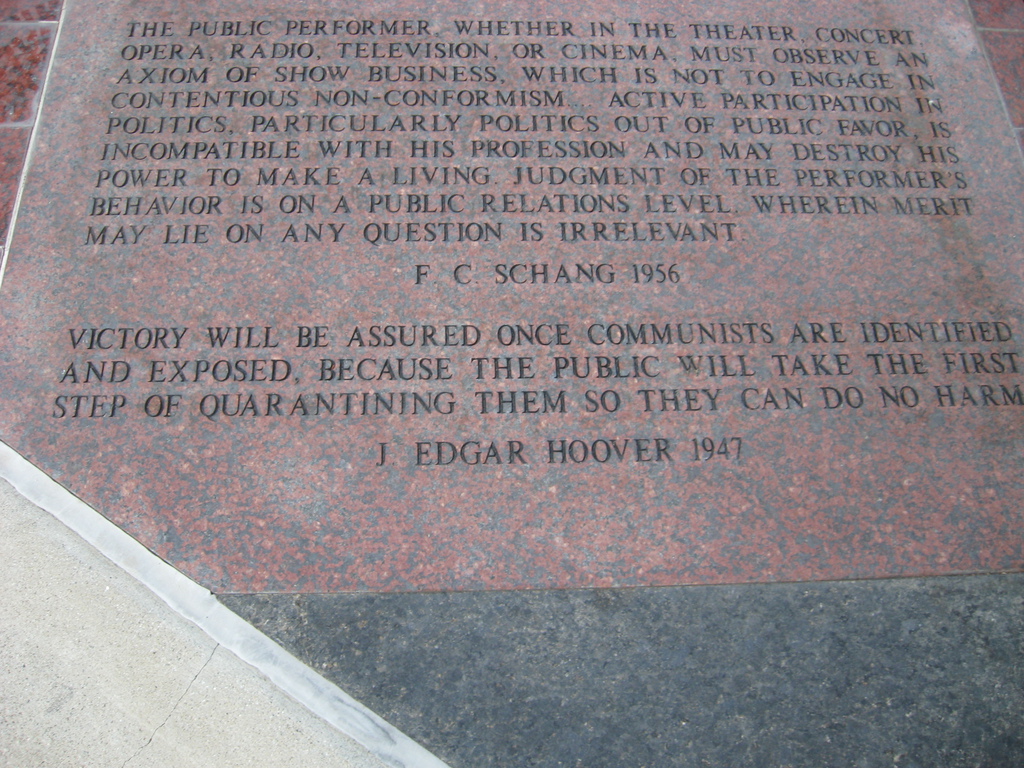 THE PUBLIC PERFORMER, WHETHER IN THE THEATER, CONCERT
OPERA, RADIO, TELEVISION, OR CINEMA, MUST OBSERVE AN
AXIOM OF SHOW BUSINESS, WHICH IS NOT TO ENGAGE IN
CONTENTIOUS NON-CONFORMISM... ACTIVE PARTICIPATION IN
POLITICS, PARTICULARLY POLITICS OUT OF PUBLIC FAVOR, IS
INCOMPATIBLE WITH HIS PROFESSION AND MAY DESTROY HIS
POWER TO MAKE A LIVING. JUDGMENT OF THE PERFORMER'S
BEHAVIOR IS ON A PUBLIC RELATIONS LEVEL, WHEREIN MERIT
MAY LIE ON ANY QUESTION IS IRRELEVANT.
F. C. SCHANG 1956
VICTORY WILL BE ASSURED ONCE COMMUNISTS ARE IDENTIFIED
AND EXPOSED, BECAUSE THE PUBLIC WILL TAKE THE FIRST
STEP OF QUARANTINING THEM SO THEY CAN DO NO HARM
J. EDGAR HOOVER 1947